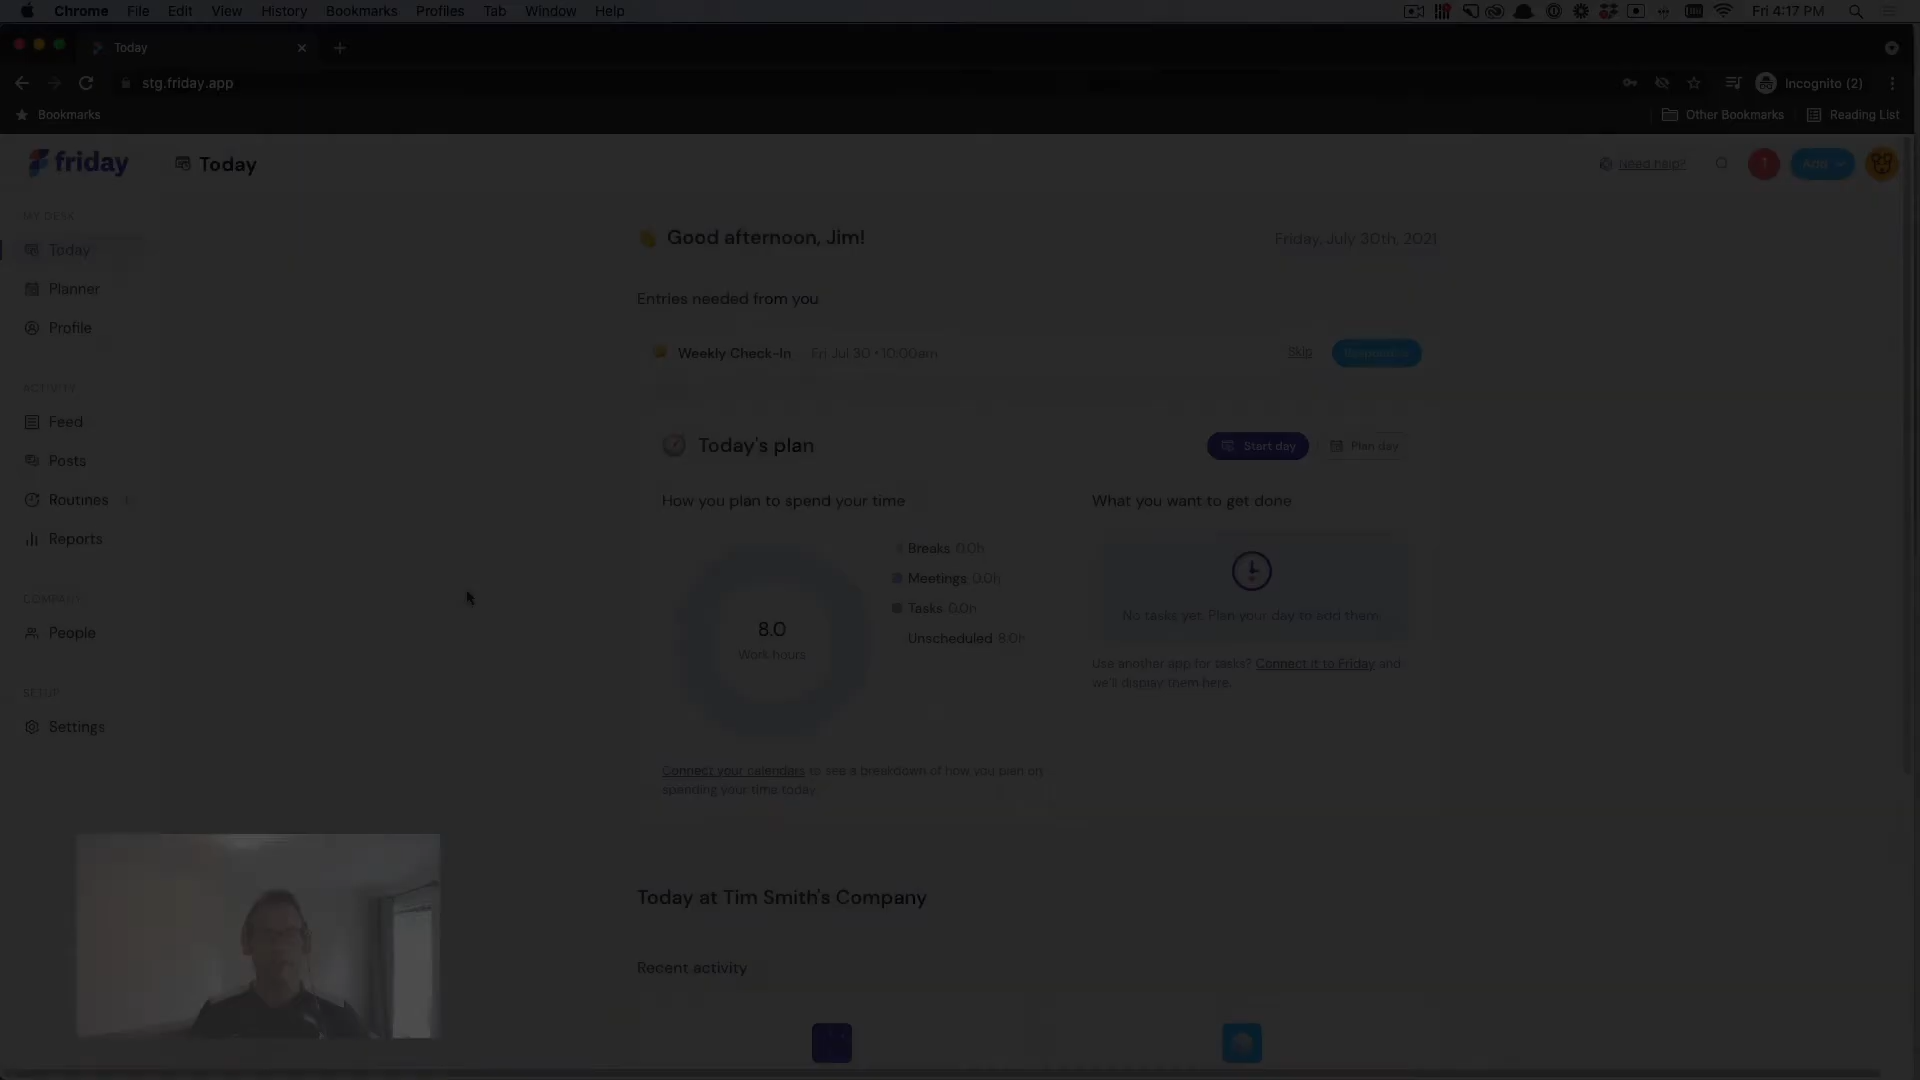 Chrome File Edit View History Bookmarks Profiles Tab Window Help
Fri 4:17 PM
Today
stg.friday.app
Incognito (2)
Bookmarks
Other Bookmarks
Reading List
friday
Today
Need help?
Add
MY DESK
Today
Planner
Profile
ACTIVITY
Feed
Posts
Routines
Reports
COMPANY
People
SETUP
Settings
Good afternoon, Jim!
Friday, July 30th, 2021
Entries needed from you
Weekly Check-In
Fri Jul 30 • 10:00am
Skip
Today's plan
Start day
Plan day
How you plan to spend your time
8.0
Work hours
Breaks 0.0h
Meetings 0.0h
Tasks 0.0h
Unscheduled 8.0h
Connect your calendars to see a breakdown of how you plan on
spending your time today.
What you want to get done
No tasks yet. Plan your day to add them
Use another app for tasks? Connect it to Friday and
we'll display them here.
Today at Tim Smith's Company
Recent activity